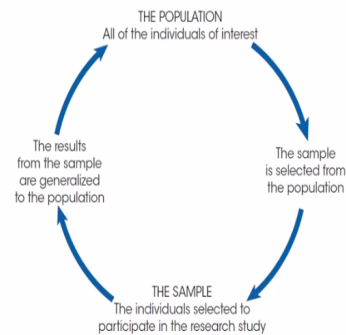 THE POPULATION
All of the individuals of interest
The sample
is selected from
the population
THE SAMPLE
The individuals selected to
participate in the research study
The results
from the sample
are generalized
to the population